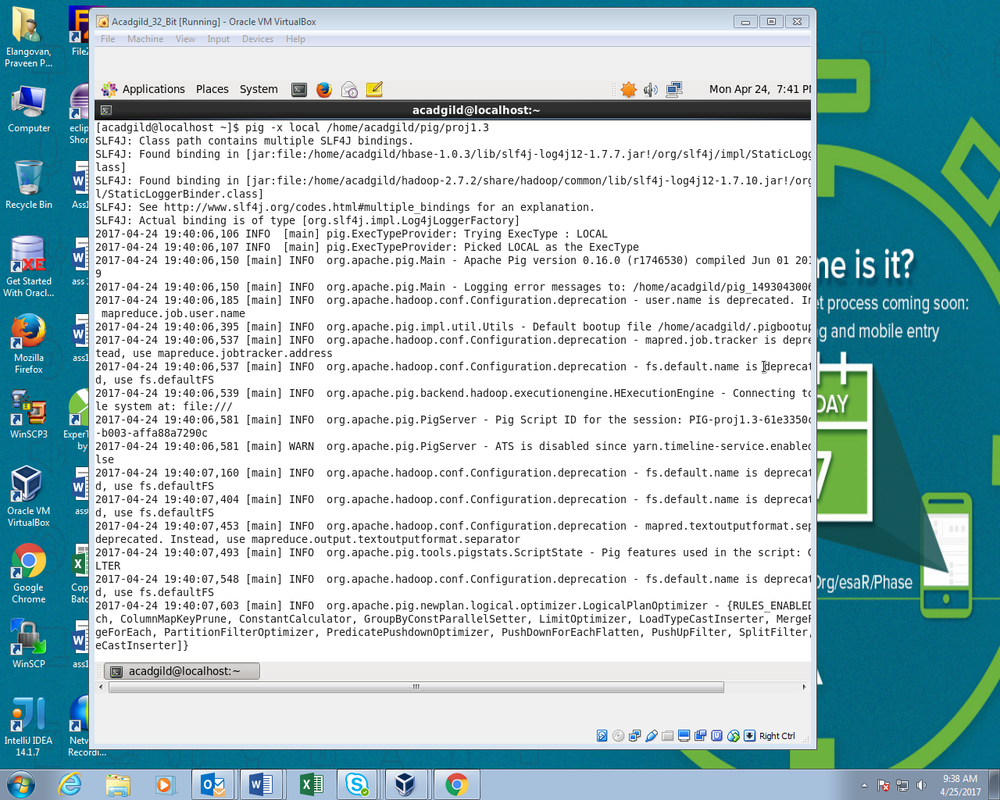 Acadgild_32_Bit [Running] - Oracle VM VirtualBox
File Machine View Input Devices Help
Applications Places System
Mon Apr 24, 7:41 P
acadgild@localhost:~
[acadgild@localhost ~]$ pig -x local /home/acadgild/pig/proj1.3
SLF4J: Class path contains multiple SLF4J bindings.
SLF4J: Found binding in [jar:file:/home/acadgild/hbase-1.0.3/lib/slf4j-log4j12-1.7.7.jar!/org/slf4j/impl/StaticLogg
lass]
SLF4J: Found binding in [jar:file:/home/acadgild/hadoop-2.7.2/share/hadoop/common/lib/slf4j-log4j12-1.7.10.jar!/org
l/StaticLoggerBinder.class]
SLF4J: See http://www.slf4j.org/codes.html#multiple_bindings for an explanation.
SLF4J: Actual binding is of type [org.slf4j.impl.Log4jLoggerFactory]
2017-04-24 19:40:06,106 INFO  [main] pig.ExecTypeProvider: Trying ExecType : LOCAL
2017-04-24 19:40:06,107 INFO  [main] pig.ExecTypeProvider: Picked LOCAL as the ExecType
2017-04-24 19:40:06,150 [main] INFO  org.apache.pig.Main - Apache Pig version 0.16.0 (r1746530) compiled Jun 01 201
9
2017-04-24 19:40:06,150 [main] INFO  org.apache.pig.Main - Logging error messages to: /home/acadgild/pig_1493043006
2017-04-24 19:40:06,185 [main] INFO  org.apache.hadoop.conf.Configuration.deprecation - user.name is deprecated. In
mapreduce.job.user.name
2017-04-24 19:40:06,395 [main] INFO  org.apache.pig.impl.util.Utils - Default bootup file /home/acadgild/.pigbootup
2017-04-24 19:40:06,537 [main] INFO  org.apache.hadoop.conf.Configuration.deprecation - mapred.job.tracker is depre
tead, use mapreduce.jobtracker.address
2017-04-24 19:40:06,537 [main] INFO  org.apache.hadoop.conf.Configuration.deprecation - fs.default.name is deprecat
d, use fs.defaultFS
2017-04-24 19:40:06,539 [main] INFO  org.apache.pig.backend.hadoop.executionengine.HExecutionEngine - Connecting to
le system at: file:///
2017-04-24 19:40:06,581 [main] INFO  org.apache.pig.PigServer - Pig Script ID for the session: PIG-proj1.3-61e3350c
-b003-affa88a7290c
2017-04-24 19:40:06,581 [main] WARN  org.apache.pig.PigServer - ATS is disabled since yarn.timeline-service.enabled
lse
2017-04-24 19:40:07,160 [main] INFO  org.apache.hadoop.conf.Configuration.deprecation - fs.default.name is deprecat
d, use fs.defaultFS
2017-04-24 19:40:07,404 [main] INFO  org.apache.hadoop.conf.Configuration.deprecation - fs.default.name is deprecat
d, use fs.defaultFS
2017-04-24 19:40:07,453 [main] INFO  org.apache.hadoop.conf.Configuration.deprecation - mapred.textoutputformat.sep
deprecated. Instead, use mapreduce.output.textoutputformat.separator
2017-04-24 19:40:07,493 [main] INFO  org.apache.pig.tools.pigstats.ScriptState - Pig features used in the script:
LTER
2017-04-24 19:40:07,548 [main] INFO  org.apache.hadoop.conf.Configuration.deprecation - fs.default.name is deprecat
d, use fs.defaultFS
2017-04-24 19:40:07,603 [main] INFO  org.apache.pig.newplan.logical.optimizer.LogicalPlanOptimizer - {RULES_ENABLED
ch, ColumnMapKeyPrune, ConstantCalculator, GroupByConstParallelSetter, LimitOptimizer, LoadTypeCastInserter, MergeF
geForEach, PartitionFilterOptimizer, PredicatePushdownOptimizer, PushDownForEachFlatten, PushUpFilter, SplitFilter,
eCastInserter]}
acadgild@localhost:~
Right Ctrl
Elangovan,
Praveen P...
Computer
Recycle Bin
Get Started
With Oracl...
Mozilla
Firefox
WinSCP3
Oracle VM
VirtualBox
Google
Chrome
WinSCP
IntelliJ IDEA
14.1.7
FileZ
eclip
Shor
Ass1
ass
ass1
ExperT
by
ass
Cop
Batc
ass1
Netw
Recordi...
me is it?
et process coming soon:
g and mobile entry
DAY
7
Org/esaR/Phase
9:38 AM
4/25/2017